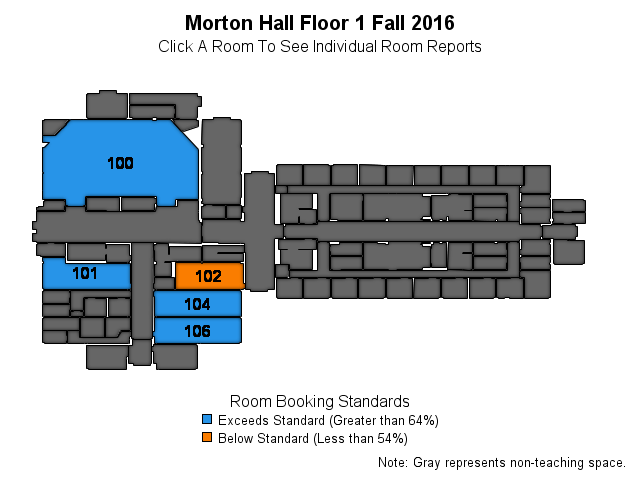 Morton Hall Floor 1 Fall 2016
Click A Room To See Individual Room Reports
100
101
102
104
106
Room Booking Standards
Exceeds Standard (Greater than 64%)
Below Standard (Less than 54%)
Note: Gray represents non-teaching space.